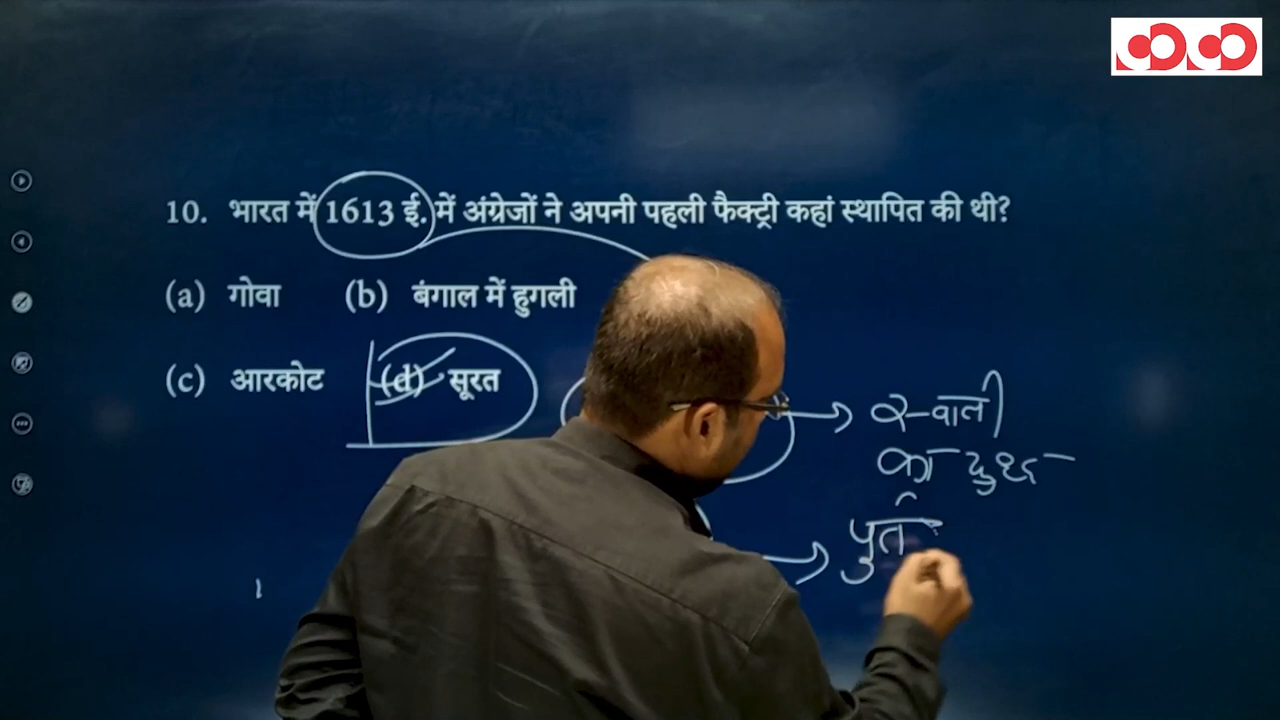 10. भारत में 1613 ई. में अंग्रेजों ने अपनी पहली फैक्ट्री कहां स्थापित की थी?
(a) गोवा (b) बंगाल में हुगली
(c) आरकोट (d) सूरत
स्वाली
का युद्ध
पुर्त